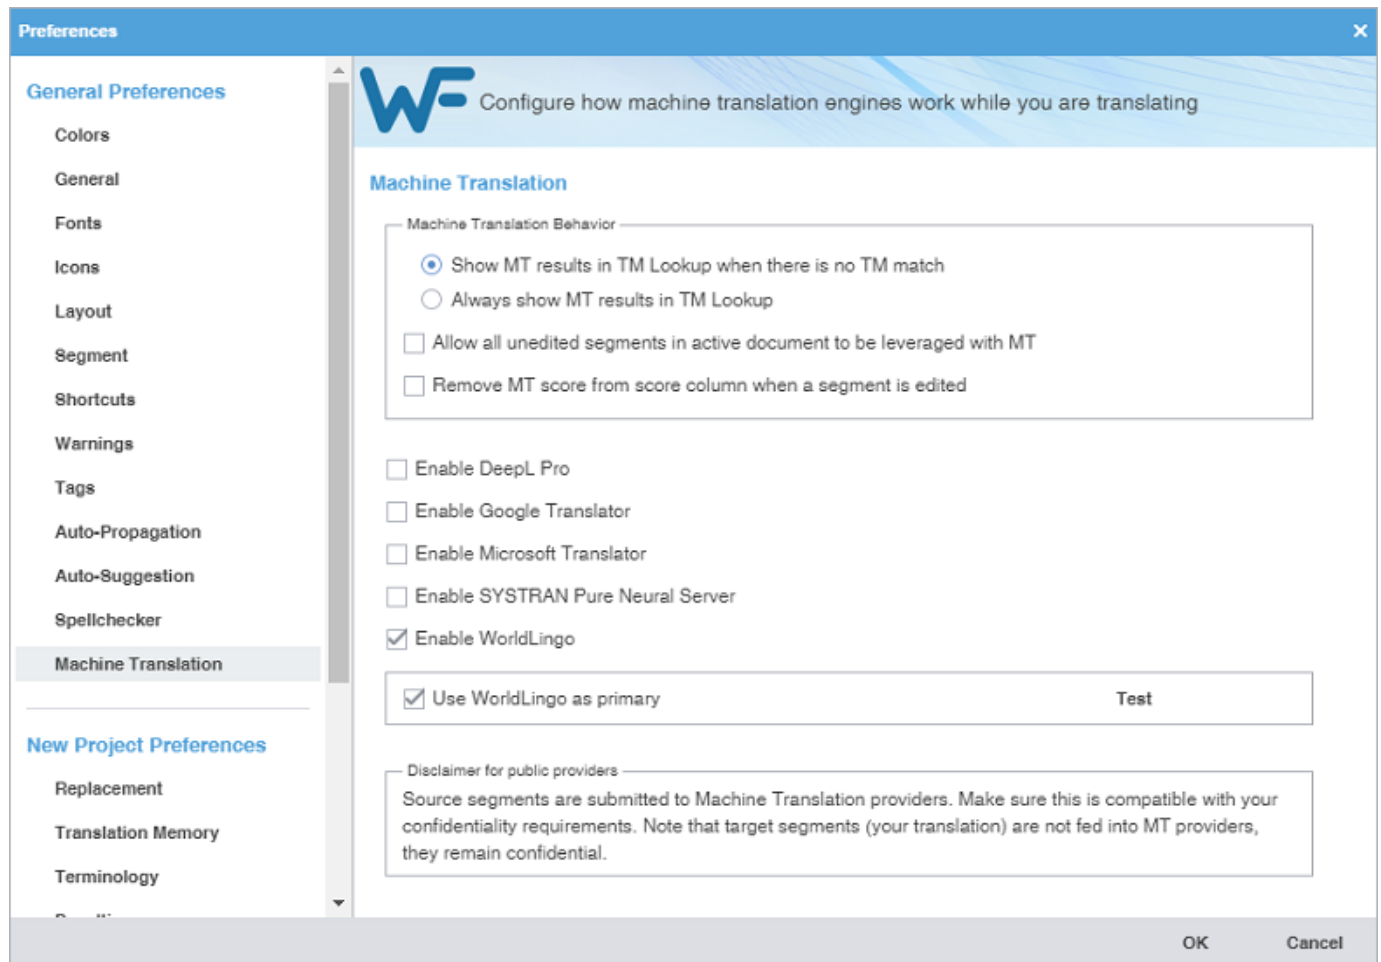 Preferences
General Preferences
Colors
General
Fonts
Icons
Layout
Segment
Shortcuts
Warnings
Tags
Auto-Propagation
Auto-Suggestion
Spellchecker
Machine Translation
New Project Preferences
Replacement
Translation Memory
Terminology
WF
Configure how machine translation engines work while you are translating
Machine Translation
Machine Translation Behavior
Show MT results in TM Lookup when there is no TM match
Always show MT results in TM Lookup
Allow all unedited segments in active document to be leveraged with MT
Remove MT score from score column when a segment is edited
Enable DeepL Pro
Enable Google Translator
Enable Microsoft Translator
Enable SYSTRAN Pure Neural Server
Enable WorldLingo
Use WorldLingo as primary Test
Disclaimer for public providers
Source segments are submitted to Machine Translation providers. Make sure this is compatible with your
confidentiality requirements. Note that target segments (your translation) are not fed into MT providers,
they remain confidential.
OK Cancel